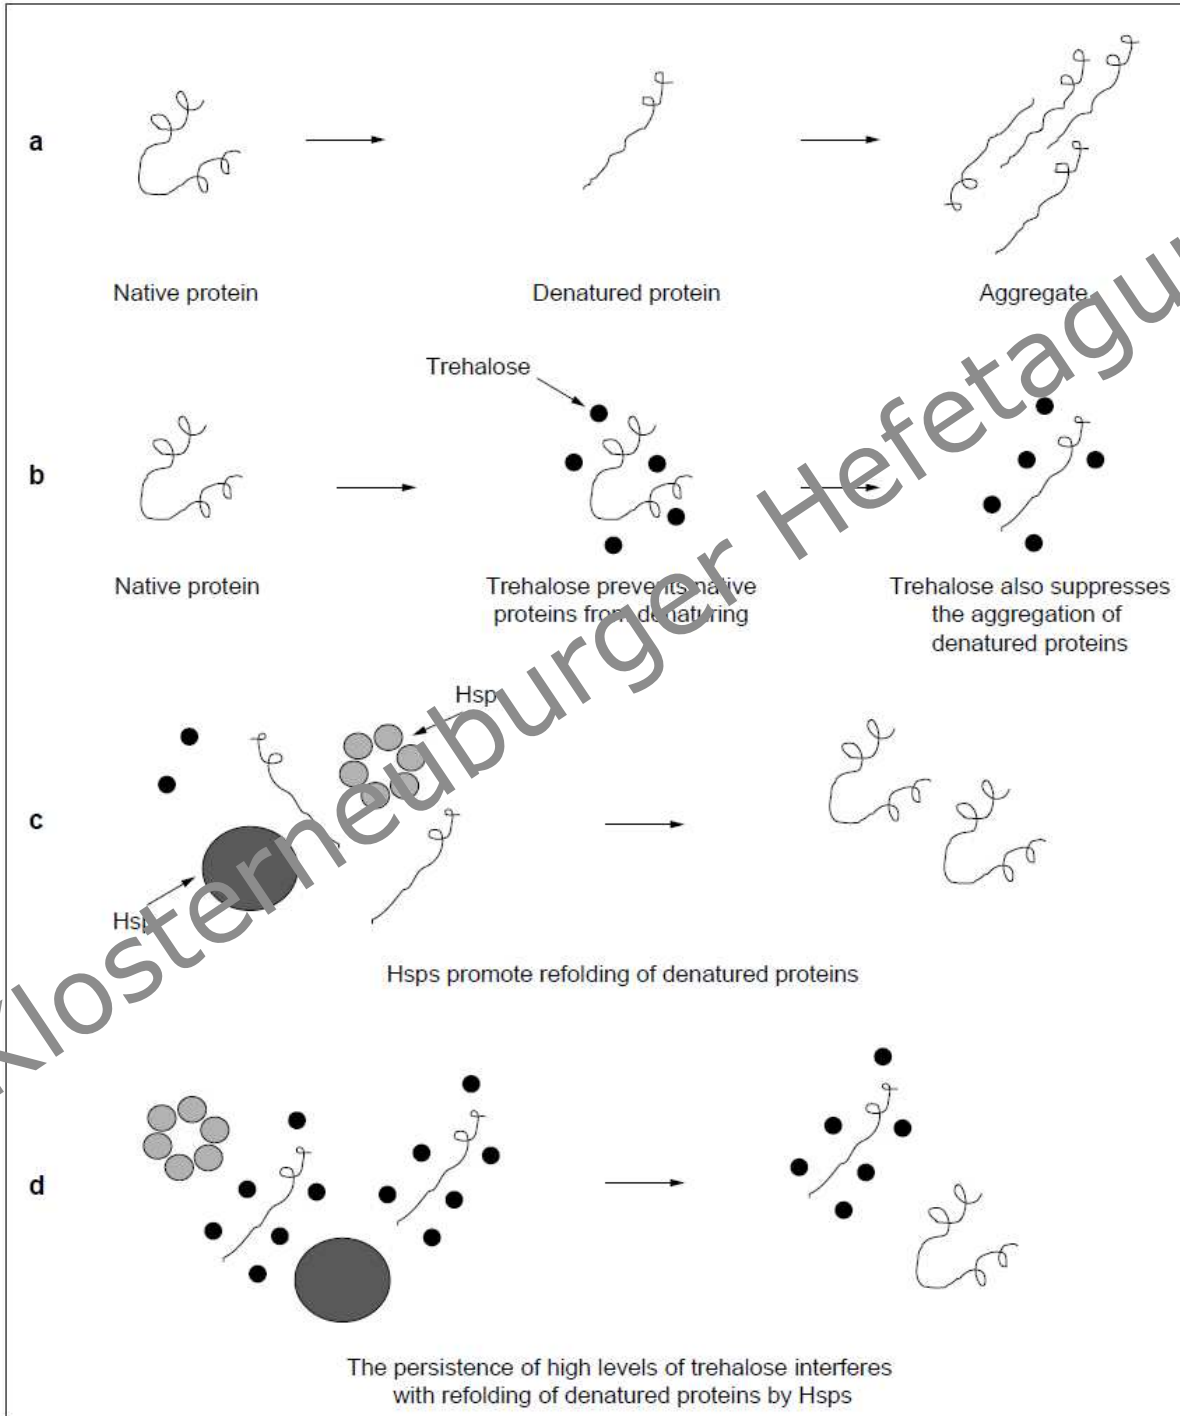 a
Native protein
Denatured protein
Aggregate
Trehalose
b
Native protein
Trehalose prevents native
proteins from denaturing
Trehalose also suppresses
the aggregation of
denatured proteins
Hsp
c
Hsp
Hsps promote refolding of denatured proteins
d
The persistence of high levels of trehalose interferes
with refolding of denatured proteins by Hsps
Klosterneuburger Hefetagu